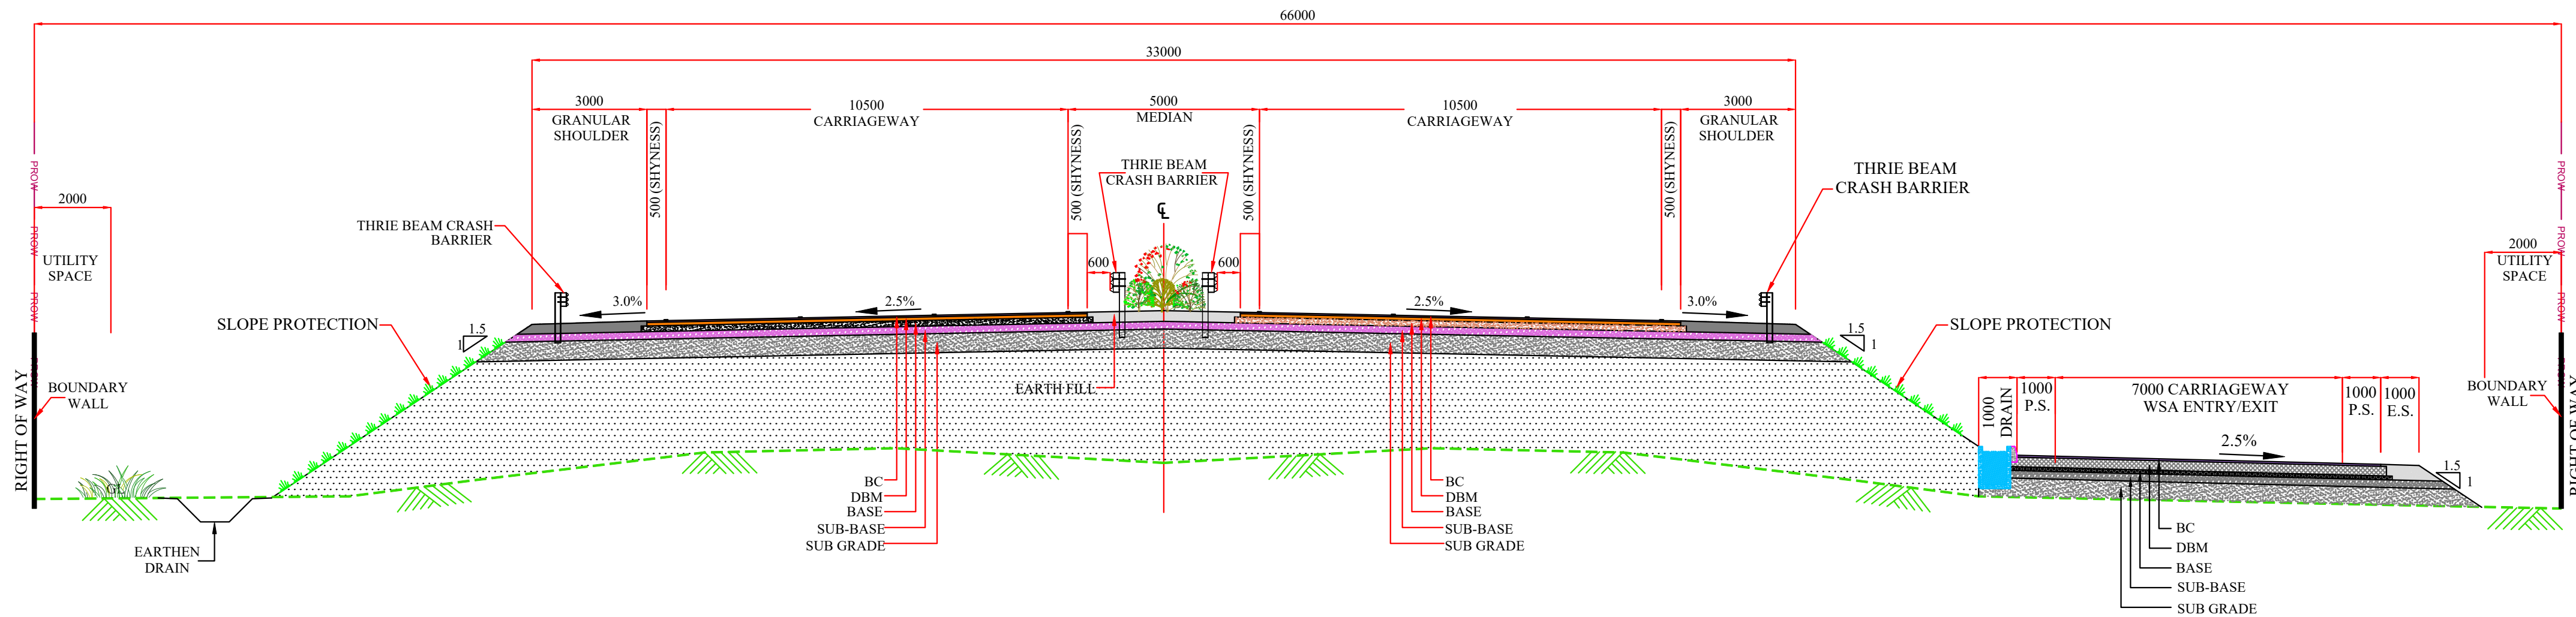 66000
33000
3000
10500
5000
10500
3000
GRANULAR
SHOULDER
500 (SHYNESS)
CARRIAGEWAY
500 (SHYNESS)
MEDIAN
500 (SHYNESS)
CARRIAGEWAY
500 (SHYNESS)
GRANULAR
SHOULDER
THRIE BEAM
CRASH BARRIER
THRIE BEAM
CRASH BARRIER
PROW
PROW
PROW
PROW
PROW
PROW
PROW
PROW
2000
UTILITY
SPACE
THRIE BEAM CRASH
BARRIER
℄
600
600
2000
UTILITY
SPACE
3.0%
2.5%
2.5%
3.0%
SLOPE PROTECTION
1.5
1
1.5
1
SLOPE PROTECTION
RIGHT OF WAY
BOUNDARY
WALL
EARTH FILL
1000
DRAIN
1000
P.S.
7000 CARRIAGEWAY
WSA ENTRY/EXIT
1000
P.S.
1000
E.S.
BOUNDARY
WALL
RIGHT OF WAY
2.5%
1.5
1
GL
EARTHEN
DRAIN
BC
DBM
BASE
SUB-BASE
SUB GRADE
BC
DBM
BASE
SUB-BASE
SUB GRADE
BC
DBM
BASE
SUB-BASE
SUB GRADE